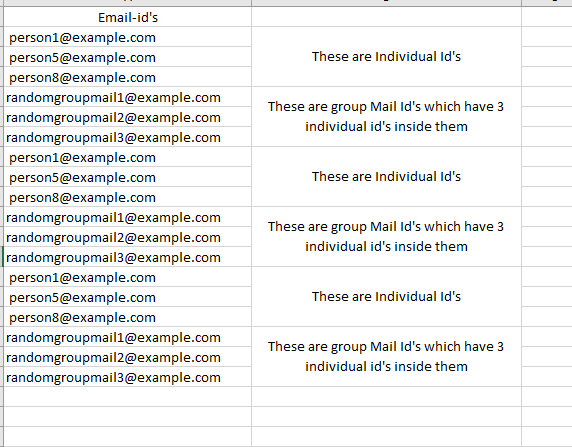 Email-id's
person1@example.com
person5@example.com
These are Individual Id's
person8@example.com
randomgroupmail1@example.com
randomgroupmail2@example.com
randomgroupmail3@example.com
These are group Mail Id's which have 3
individual id's inside them
person1@example.com
person5@example.com
person8@example.com
These are Individual Id's
randomgroupmail1@example.com
randomgroupmail2@example.com
randomgroupmail3@example.com
These are group Mail Id's which have 3
individual id's inside them
person1@example.com
person5@example.com
person8@example.com
These are Individual Id's
randomgroupmail1@example.com
randomgroupmail2@example.com
randomgroupmail3@example.com
These are group Mail Id's which have 3
individual id's inside them